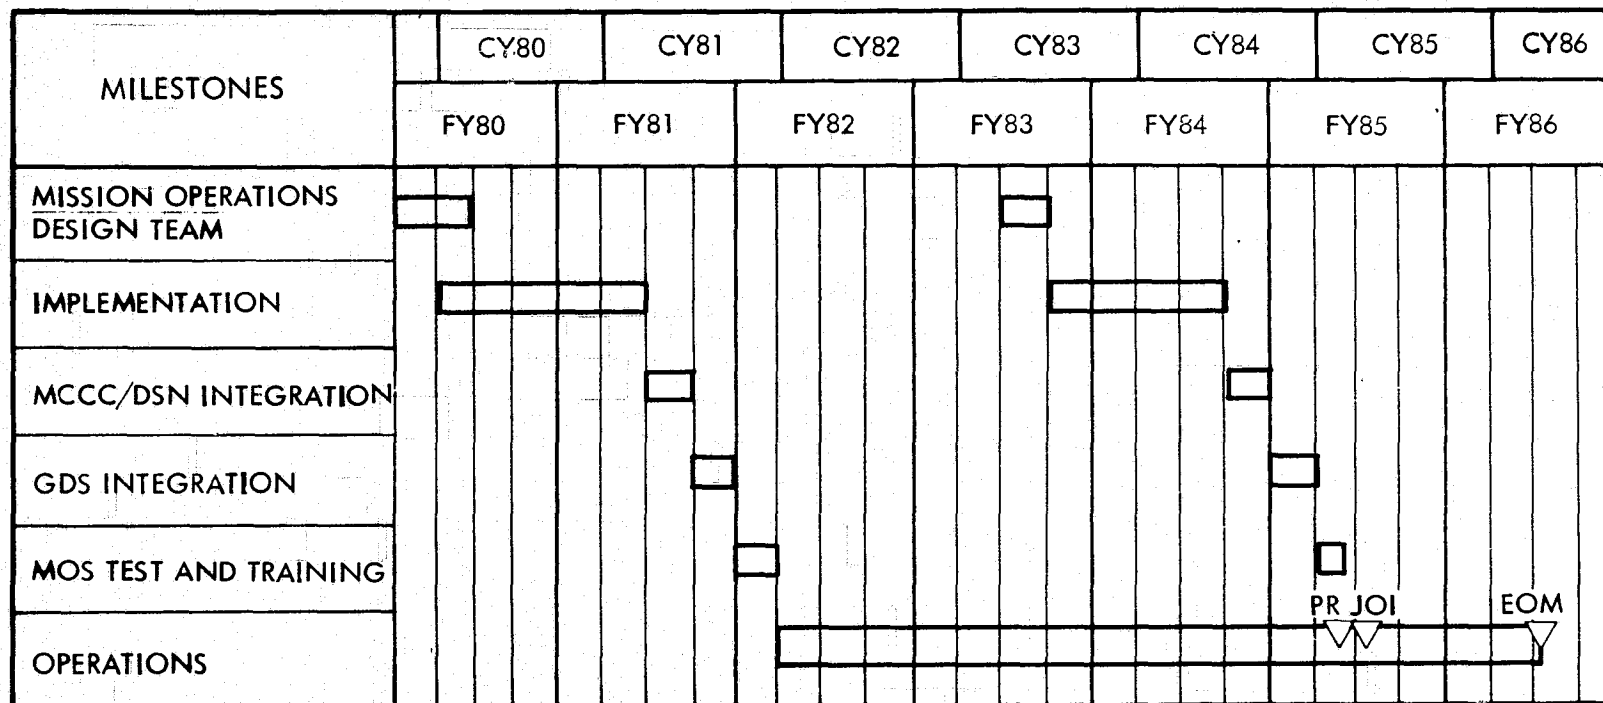 CY80 CY81 CY82 CY83 CY84 CY85 CY86
MILESTONES
FY80 FY81 FY82 FY83 FY84 FY85 FY86
MISSION OPERATIONS
DESIGN TEAM
IMPLEMENTATION
MCCC/DSN INTEGRATION
GDS INTEGRATION
MOS TEST AND TRAINING
PR JOI EOM
OPERATIONS